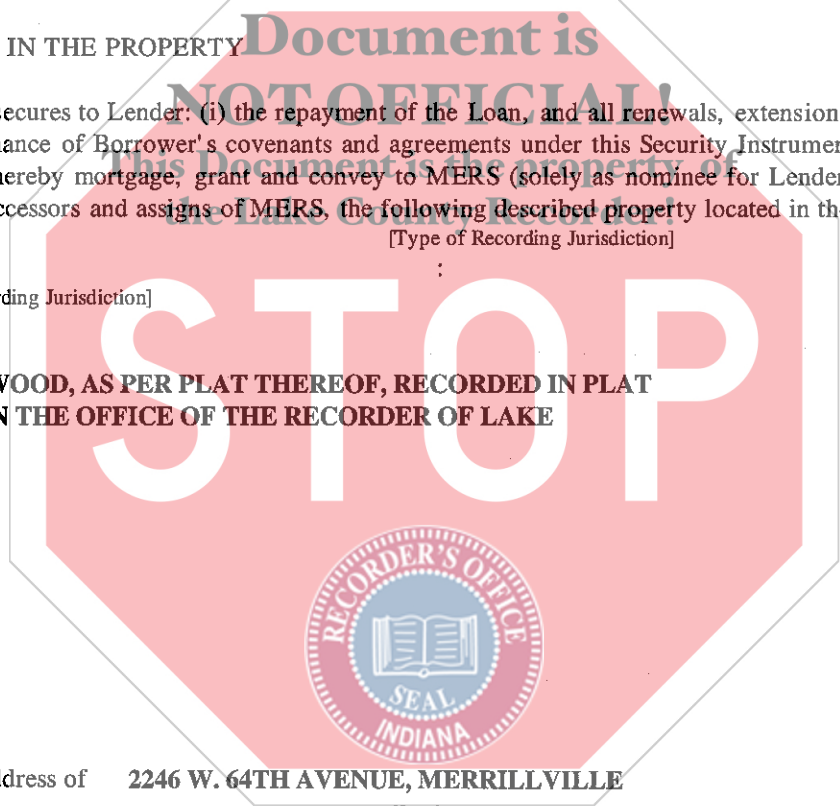 Document is
IN THE PROPERTY
NOT OFFICIAL!
ecures to Lender: (i) the repayment of the Loan, and all renewals, extension
ance of Borrower's covenants and agreements under this Security Instrumen
This Document is the property of
ereby mortgage, grant and convey to MERS (solely as nominee for Lender
the Lake County Recorder!
ccessors and assigns of MERS, the following described property located in th
[Type of Recording Jurisdiction]
:
ding Jurisdiction]
STOP
WOOD, AS PER PLAT THEREOF, RECORDED IN PLAT
N THE OFFICE OF THE RECORDER OF LAKE
RECORDER'S OFFICE
SEAL
INDIANA
ddress of 2246 W. 64TH AVENUE, MERRILLVILLE